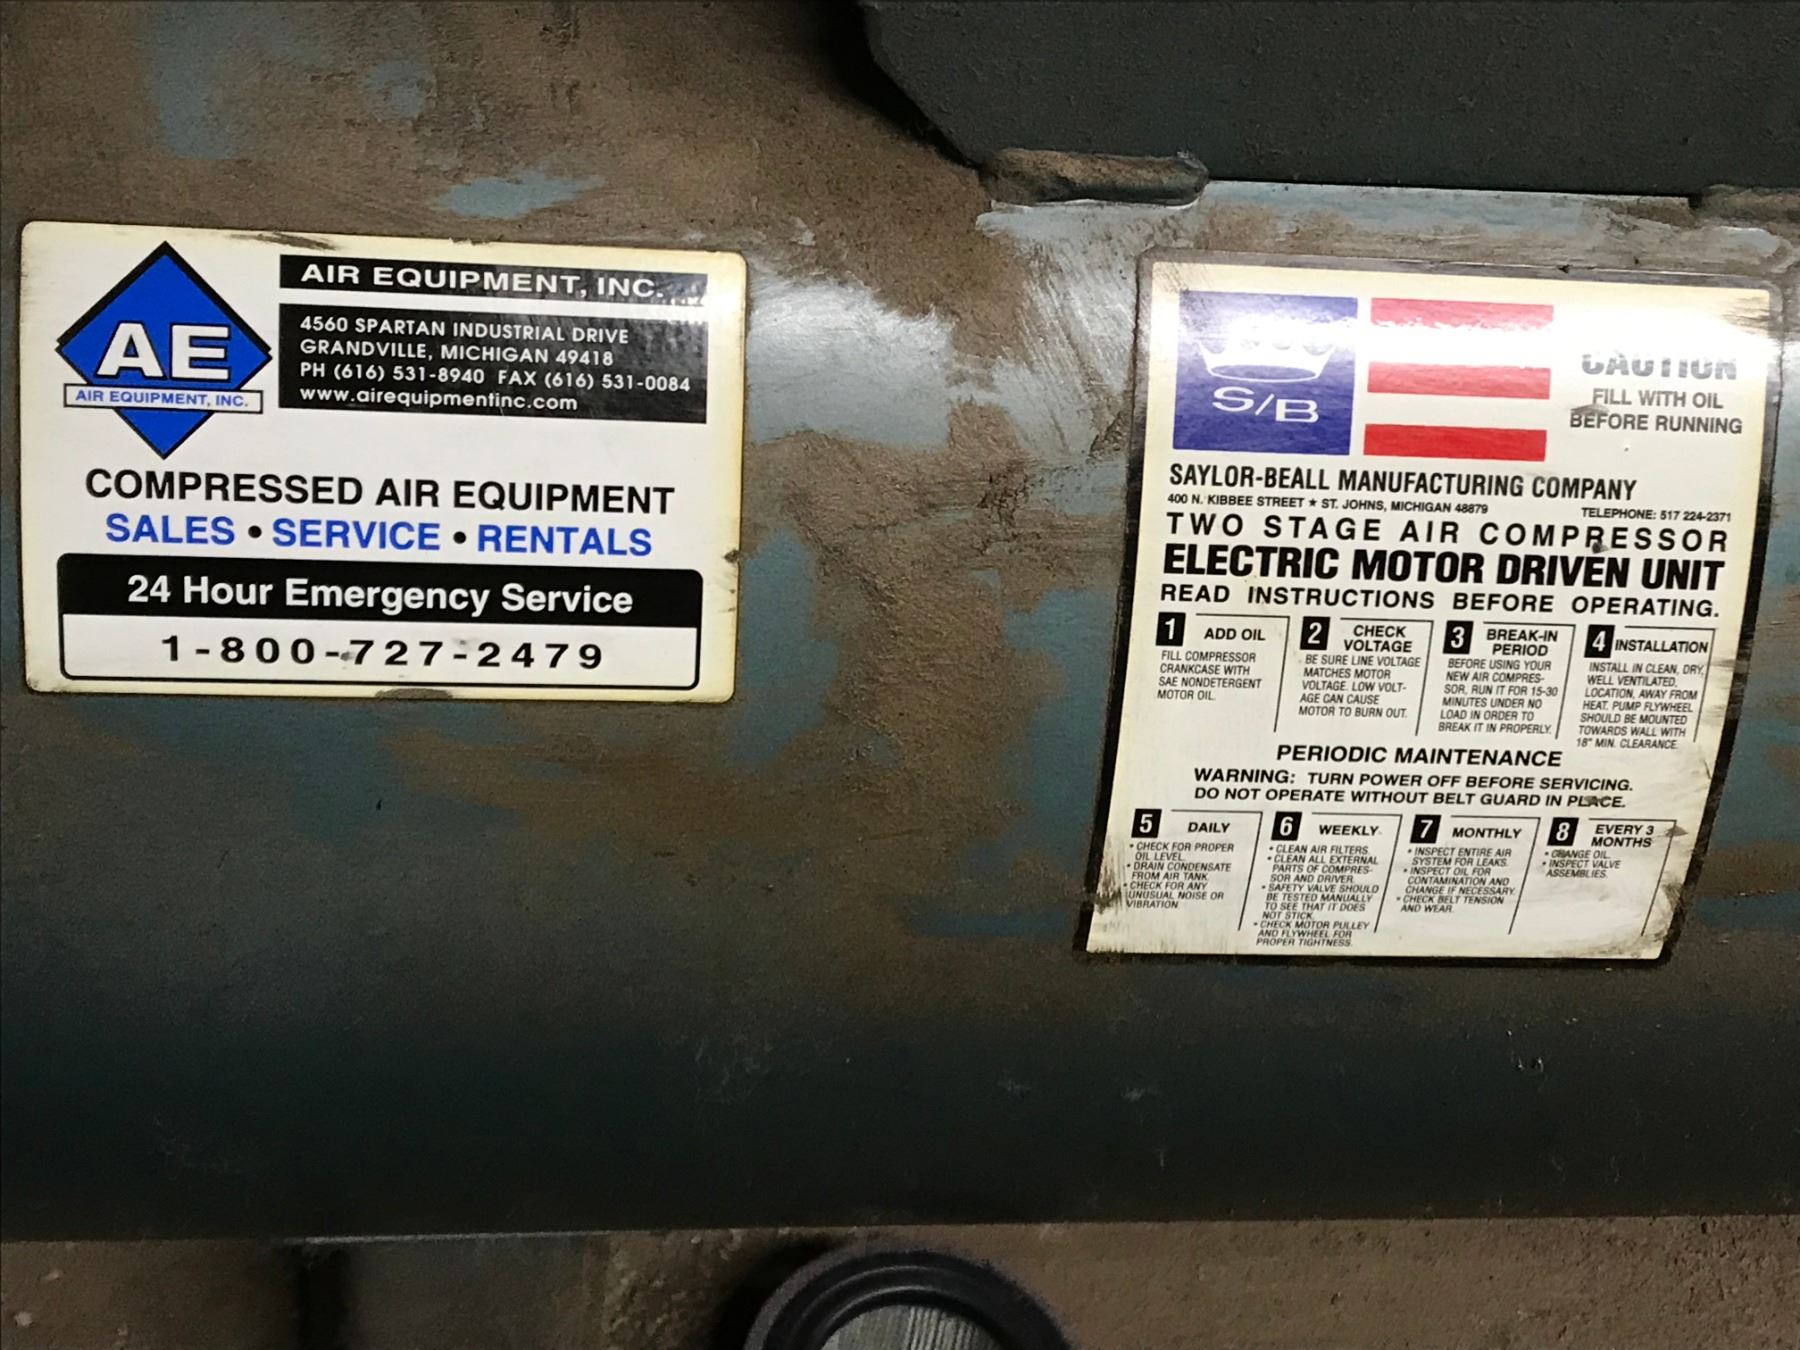 AE
AIR EQUIPMENT, INC.
AIR EQUIPMENT, INC.
4560 SPARTAN INDUSTRIAL DRIVE
GRANDVILLE, MICHIGAN 49418
PH (616) 531-8940 FAX (616) 531-0084
www.airequipmentinc.com
COMPRESSED AIR EQUIPMENT
SALES • SERVICE • RENTALS
24 Hour Emergency Service
1-800-727-2479
S/B
CAUTION
FILL WITH OIL
BEFORE RUNNING
SAYLOR-BEALL MANUFACTURING COMPANY
400 N. KIBBEE STREET ★ ST. JOHNS, MICHIGAN 48879
TELEPHONE: 517 224-2371
TWO STAGE AIR COMPRESSOR
ELECTRIC MOTOR DRIVEN UNIT
READ INSTRUCTIONS BEFORE OPERATING.
1 ADD OIL
FILL COMPRESSOR
CRANKCASE WITH
SAE NONDETERGENT
MOTOR OIL.
2 CHECK
VOLTAGE
BE SURE LINE VOLTAGE
MATCHES MOTOR
VOLTAGE. LOW VOLT-
AGE CAN CAUSE
MOTOR TO BURN OUT.
3 BREAK-IN
PERIOD
BEFORE USING YOUR
NEW AIR COMPRES-
SOR, RUN IT FOR 15-30
MINUTES UNDER NO
LOAD IN ORDER TO
BREAK IT IN PROPERLY.
4 INSTALLATION
INSTALL IN CLEAN, DRY,
WELL VENTILATED,
LOCATION, AWAY FROM
HEAT. PUMP FLYWHEEL
SHOULD BE MOUNTED
TOWARDS WALL WITH
18" MIN. CLEARANCE.
PERIODIC MAINTENANCE
WARNING: TURN POWER OFF BEFORE SERVICING.
DO NOT OPERATE WITHOUT BELT GUARD IN PLACE.
5 DAILY
• CHECK FOR PROPER
OIL LEVEL.
• DRAIN CONDENSATE
FROM AIR TANK.
• CHECK FOR ANY
UNUSUAL NOISE OR
VIBRATION.
6 WEEKLY
• CLEAN AIR FILTERS.
• CLEAN ALL EXTERNAL
PARTS OF COMPRES-
SOR AND DRIVER.
• SAFETY VALVE SHOULD
BE TESTED MANUALLY
TO SEE THAT IT DOES
NOT STICK.
• CHECK MOTOR PULLEY
AND FLYWHEEL FOR
PROPER TIGHTNESS.
7 MONTHLY
• INSPECT ENTIRE AIR
SYSTEM FOR LEAKS.
• INSPECT OIL FOR
CONTAMINATION AND
CHANGE IF NECESSARY.
• CHECK BELT TENSION
AND WEAR.
8 EVERY 3
MONTHS
• CHANGE OIL.
• INSPECT VALVE
ASSEMBLIES.